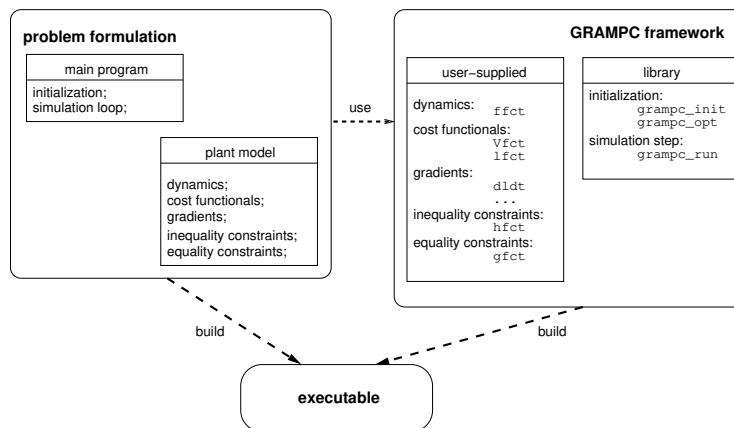 problem formulation
main program
initialization;
simulation loop;
plant model
dynamics;
cost functionals;
gradients;
inequality constraints;
equality constraints;
use
GRAMPC framework
user−supplied
dynamics:
ffct
cost functionals:
Vfct
lfct
gradients:
dldt
...
inequality constraints:
hfct
equality constraints:
gfct
library
initialization:
grampc_init
grampc_opt
simulation step:
grampc_run
build
build
executable